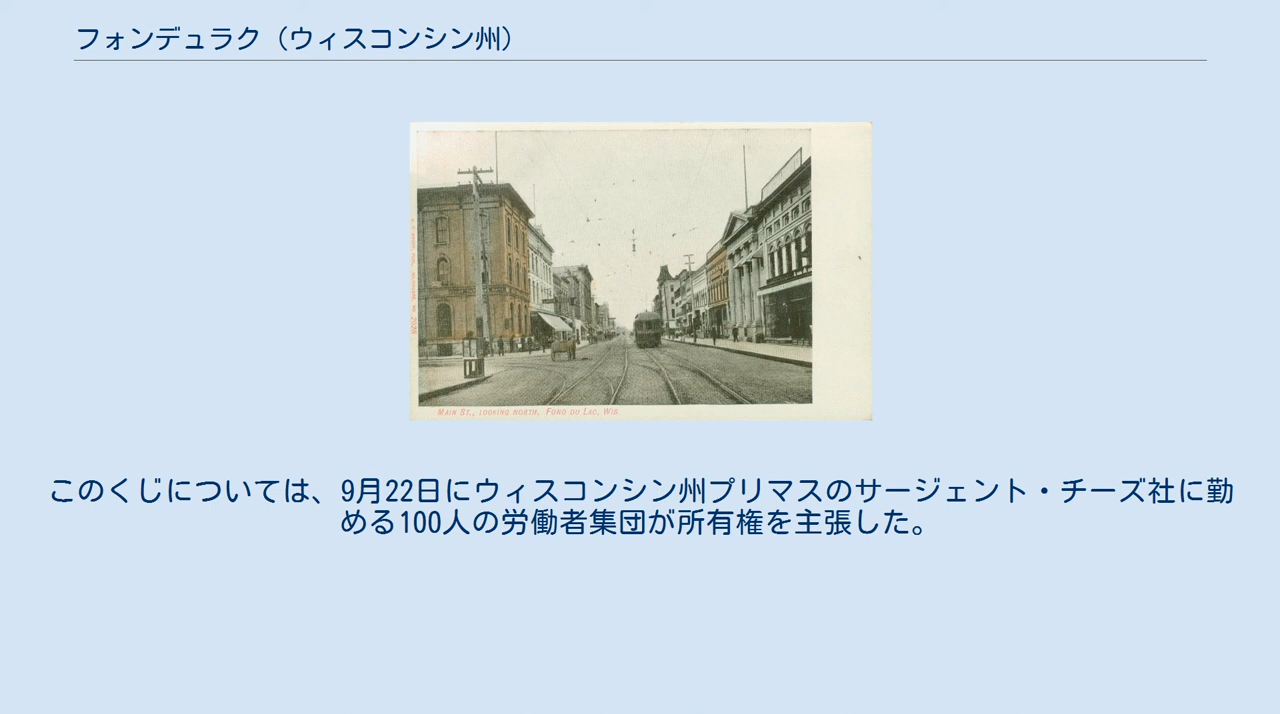 フォンデュラク（ウィスコンシン州）
MAIN ST., LOOKING NORTH. FOND DU LAC, WIS
このくじについては、9月22日にウィスコンシン州プリマスのサージェント・チーズ社に勤
める100人の労働者集団が所有権を主張した。